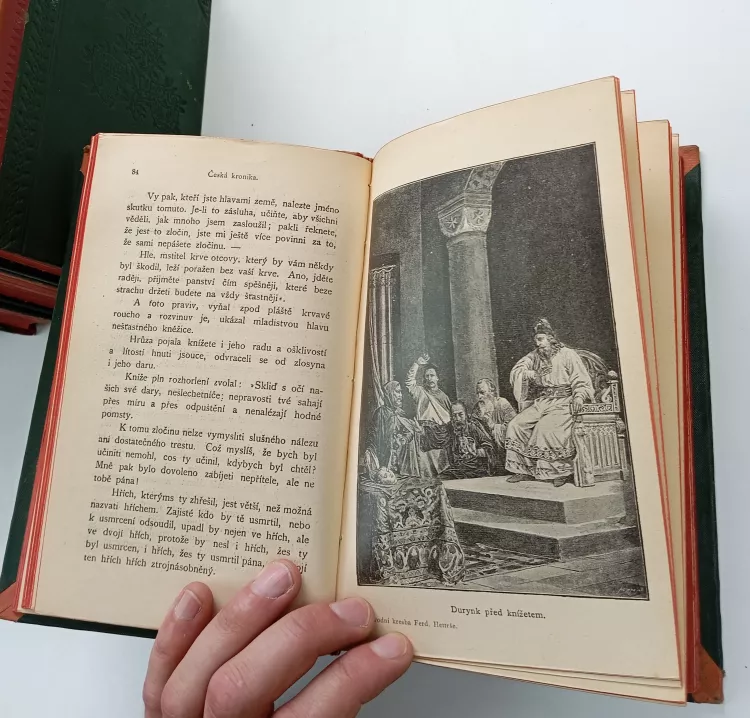 84
Česká kronika.
Vy pak, kteří jste hlavami země, nalezte jméno
skutku tomuto. Je-li to zásluha, učiňte, aby všichni
věděli, jak mnoho jsem zasloužil; pakli řeknete,
že jest to zločin, jste mi ještě více povinni za to,
že sami nepášete zločinu. —
Hle, mstitel krve otcovy, který by vám někdy
byl škodil, leží poražen bez vaší krve. Ano, jděte
raději, přijměte panství čím spěšněji, které beze
strachu držeti budete na vždy šťastněji«.
A toto praviv, vyňal zpod pláště krvavé
roucho a rozvinuv je, ukázal mladistvou hlavu
nešťastného kněžice.
Hrůza pojala knížete i jeho radu a ošklivostí
a lítostí hnuti jsouce, odvraceli se od zlosyna
i jeho daru.
Kníže pln rozhorlení zvolal: »Skliď s očí na-
šich své dary, nešlechetníče; nepravosti tvé sahají
přes míru a přes odpuštění a nenalézají hodné
pomsty.
K tomu zločinu nelze vymysliti slušného nálezu
ani dostatečného trestu. Což myslíš, že bych byl
učiniti nemohl, cos ty učinil, kdybych byl chtěl?
Mně pak bylo dovoleno zabíjeti nepřítele, ale ne
tobě pána!
Hřích, kterýms ty zhřešil, jest větší, než možná
nazvati hříchem. Zajisté kdo by tě usmrtil, nebo
k usmrcení odsoudil, upadl by nejen ve hřích, ale
ve dvojí hřích, protože by nesl i hřích, žes ty
byl usmrcen, i hřích, žes ty usmrtil pána,
ten hřích hřích ztrojnásobněný.
Durynk před knížetem.
kresba Ferd. Henrše.